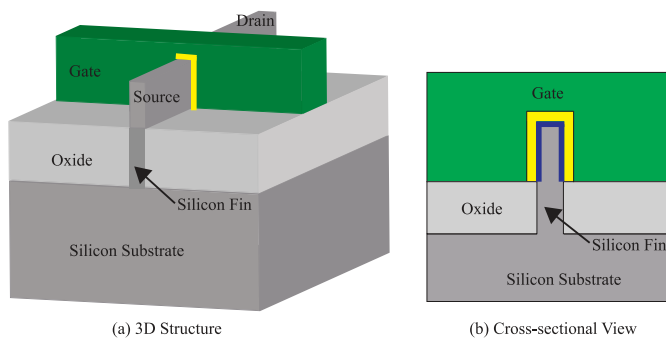 Drain
Gate
Source
Oxide
Silicon Fin
Silicon Substrate
(a) 3D Structure
Gate
Oxide
Silicon Fin
Silicon Substrate
(b) Cross-sectional View